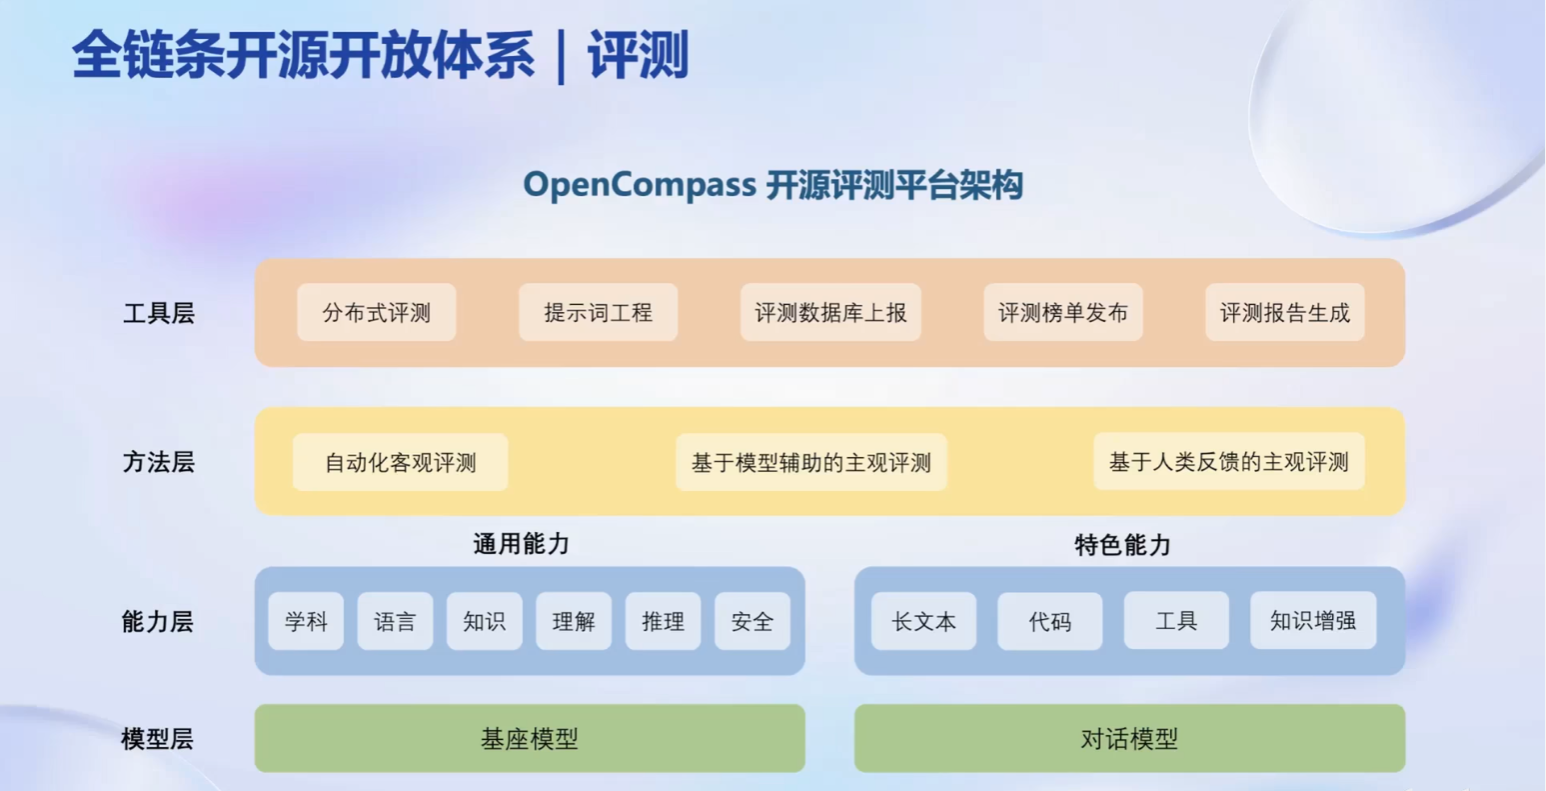 全链条开源开放体系｜评测
OpenCompass 开源评测平台架构
工具层
分布式评测
提示词工程
评测数据库上报
评测榜单发布
评测报告生成
方法层
自动化客观评测
基于模型辅助的主观评测
基于人类反馈的主观评测
通用能力
特色能力
能力层
学科
语言
知识
理解
推理
安全
长文本
代码
工具
知识增强
模型层
基座模型
对话模型